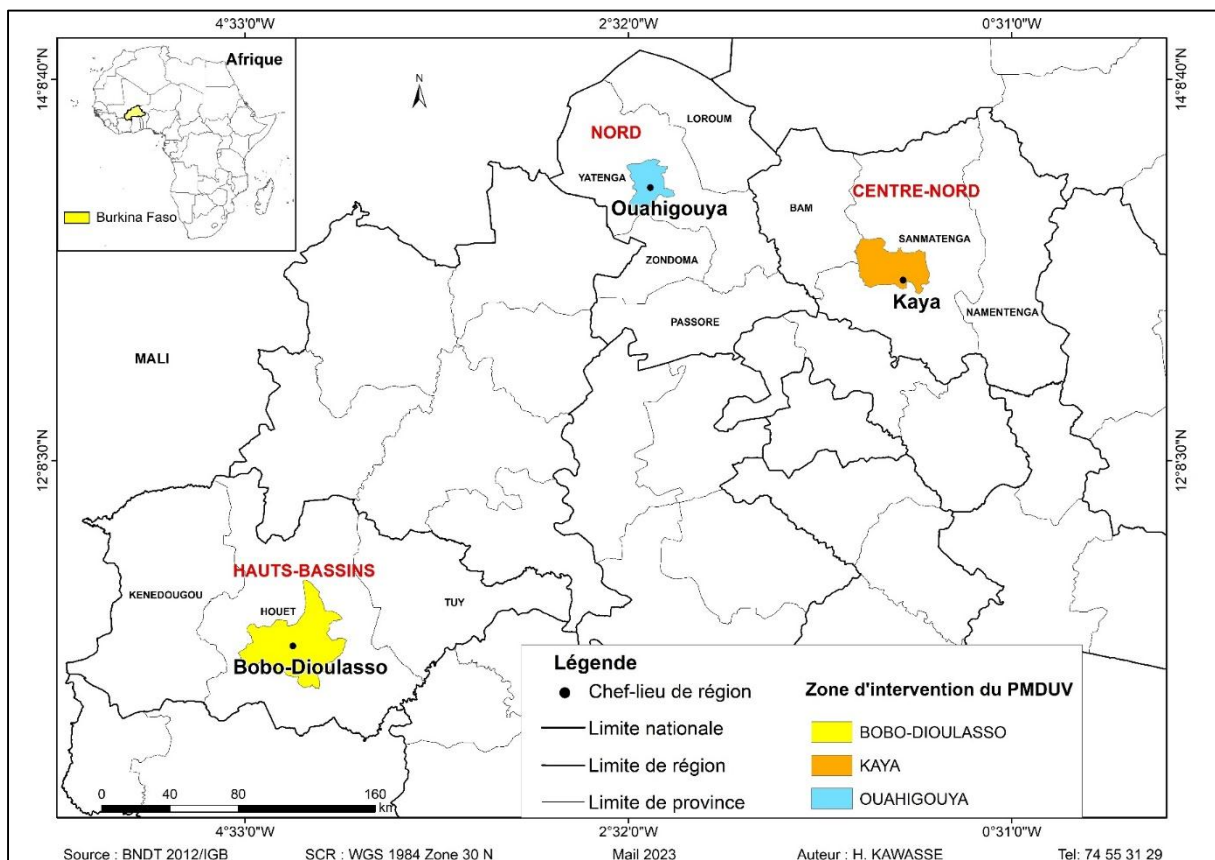 4°33'0"W
2°32'0"W
0°31'0"W
14°8'40"N
14°8'40"N
Afrique
Burkina Faso
N
NORD
LOROUM
YATENGA
Ouahigouya
ZONDOMA
PASSORE
CENTRE-NORD
BAM
SANMATENGA
Kaya
NAMENTENGA
MALI
12°8'30"N
12°8'30"N
HAUTS-BASSINS
KENEDOUGOU
HOUET
TUY
Bobo-Dioulasso
Légende
Chef-lieu de région
Limite nationale
Limite de région
Limite de province
Zone d'intervention du PMDUV
BOBO-DIOULASSO
KAYA
OUAHIGOUYA
0 40 80 160
km
4°33'0"W
2°32'0"W
0°31'0"W
Source : BNDT 2012/IGB
SCR : WGS 1984 Zone 30 N
Mail 2023
Auteur : H. KAWASSE
Tel: 74 55 31 29